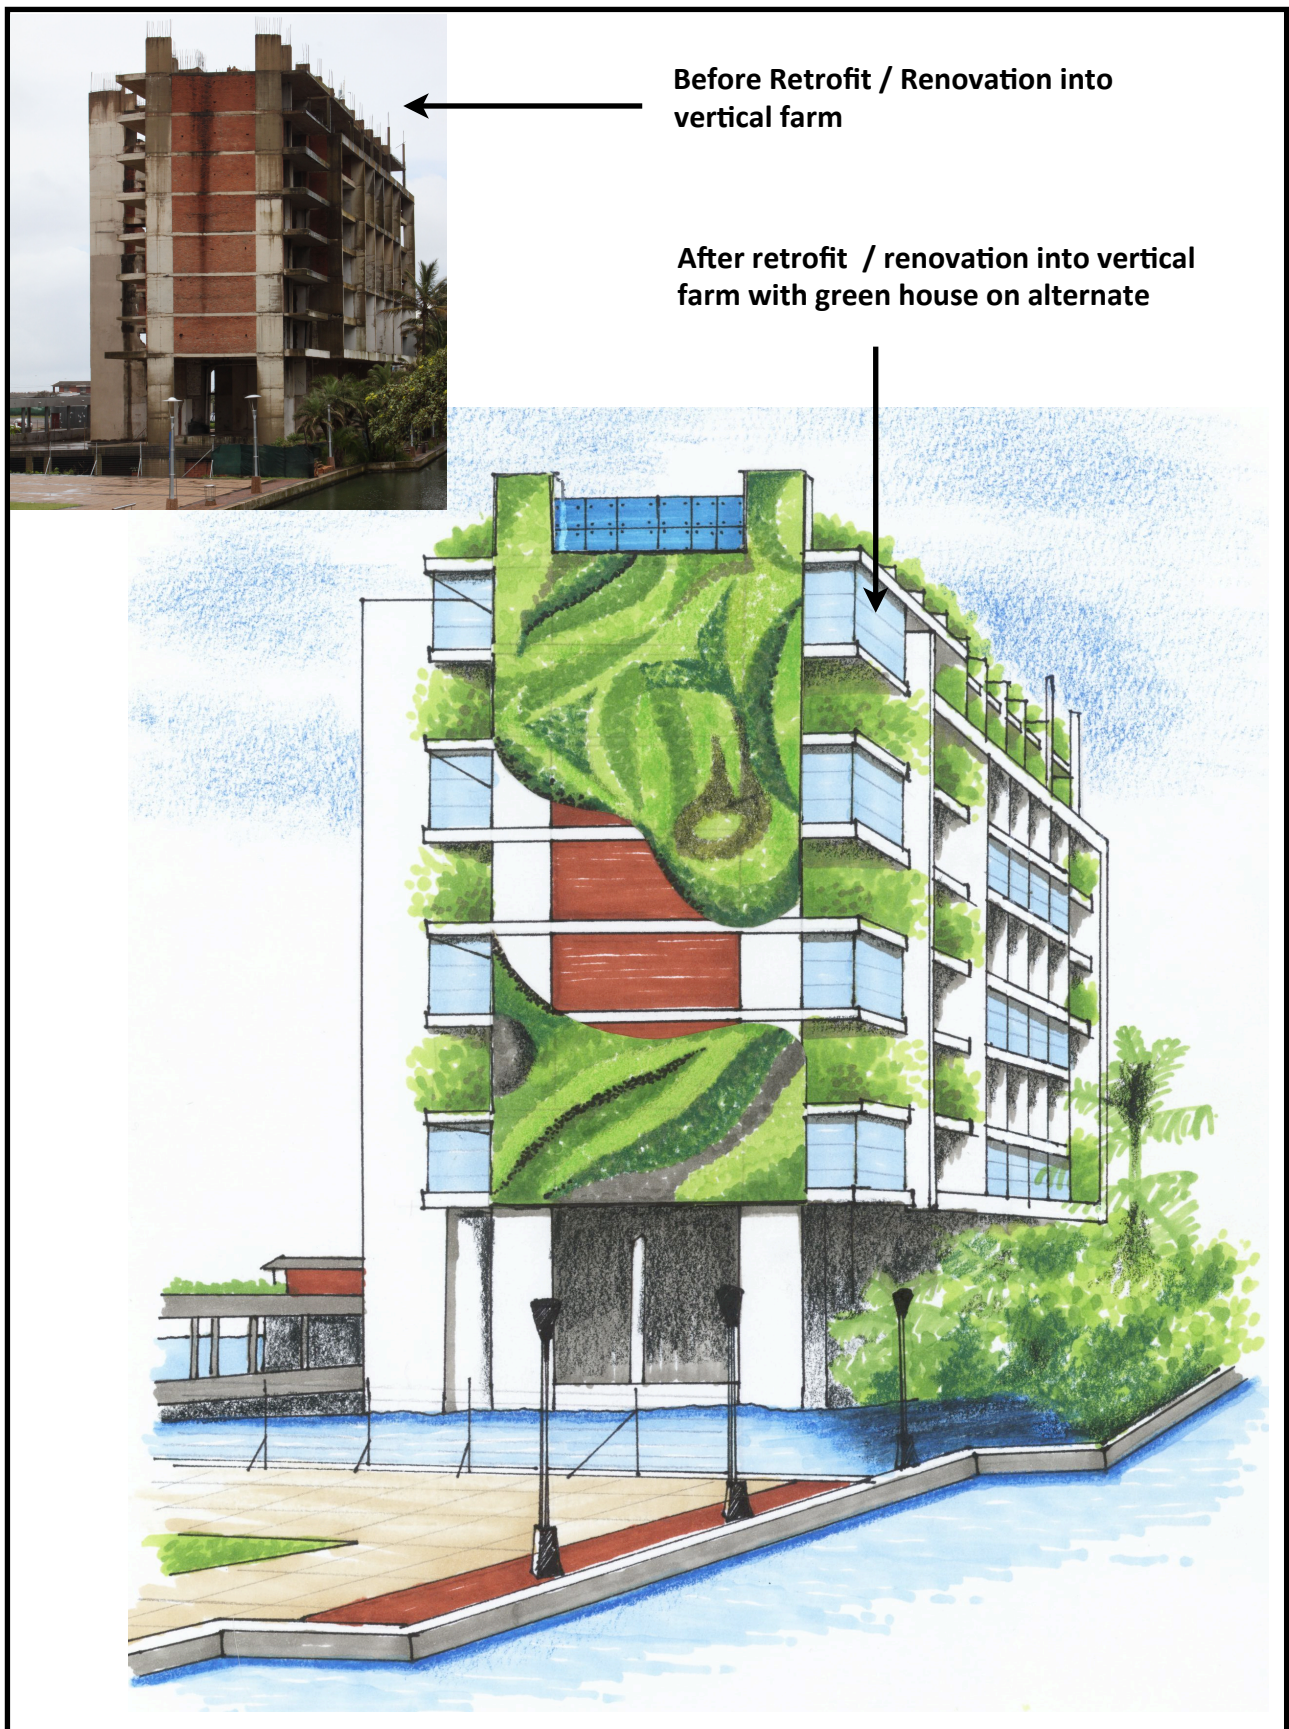 Before Retrofit / Renovation into
vertical farm
After retrofit / renovation into vertical
farm with green house on alternate